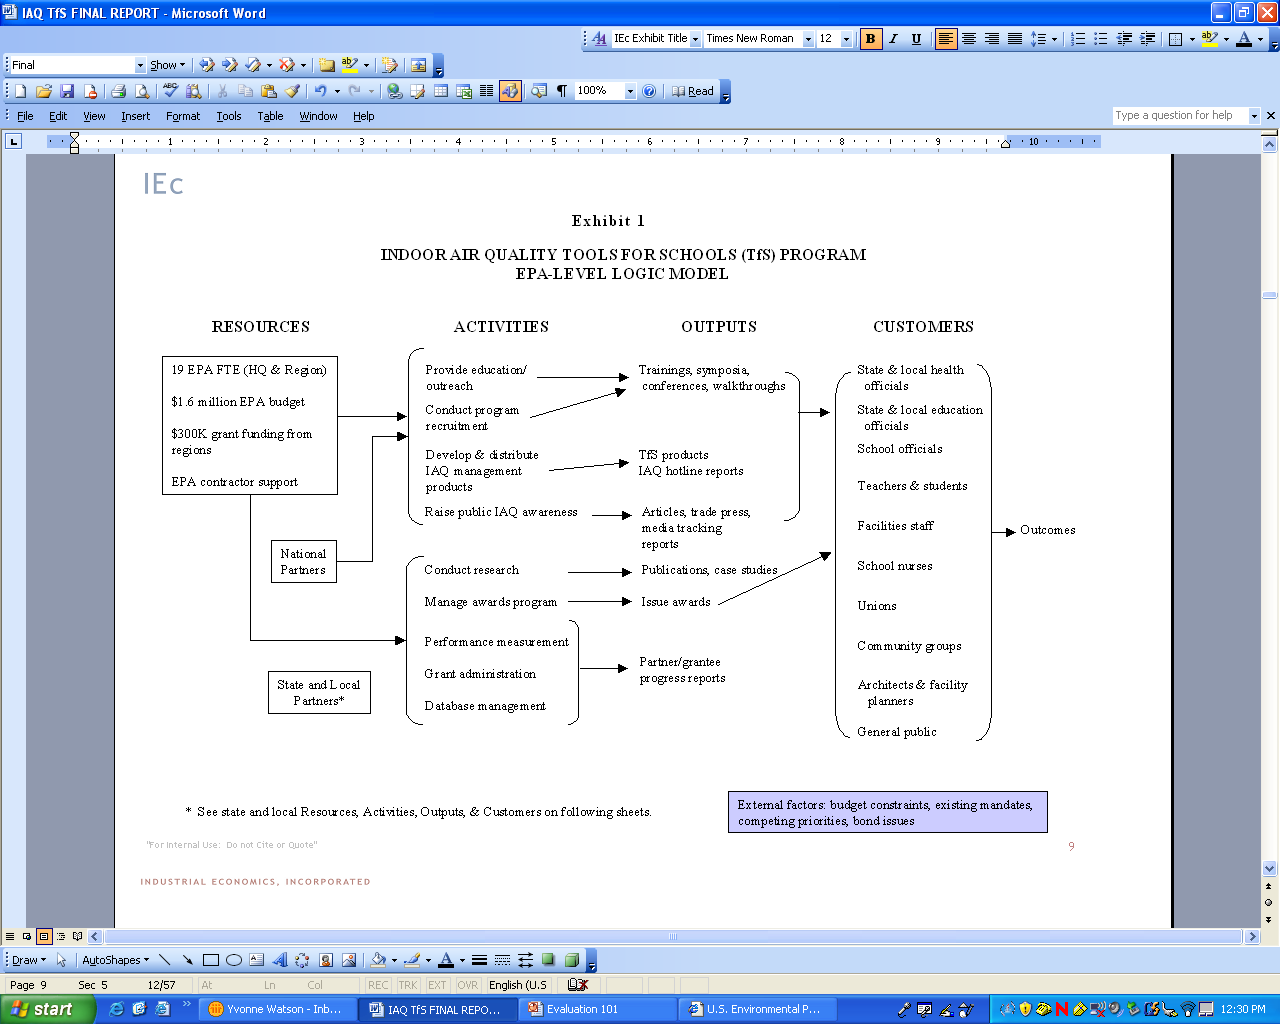 IAQ TfS FINAL REPORT - Microsoft Word
IEc Exhibit Title
Times New Roman
12
B I U
Final
Show
100%
Read
File Edit View Insert Format Tools Table Window Help
Type a question for help
1 2 3 4 5 6 7 8 9 10
IEc
Exhibit 1
INDOOR AIR QUALITY TOOLS FOR SCHOOLS (TfS) PROGRAM
EPA-LEVEL LOGIC MODEL
RESOURCES
19 EPA FTE (HQ & Region)
$1.6 million EPA budget
$300K grant funding from
regions
EPA contractor support
National
Partners
State and Local
Partners*
ACTIVITIES
Provide education/
outreach
Conduct program
recruitment
Develop & distribute
IAQ management
products
Raise public IAQ awareness
Conduct research
Manage awards program
Performance measurement
Grant administration
Database management
OUTPUTS
Trainings, symposia,
conferences, walkthroughs
TfS products
IAQ hotline reports
Articles, trade press,
media tracking
reports
Publications, case studies
Issue awards
Partner/grantee
progress reports
CUSTOMERS
State & local health
officials
State & local education
officials
School officials
Teachers & students
Facilities staff
School nurses
Unions
Community groups
Architects & facility
planners
General public
Outcomes
* See state and local Resources, Activities, Outputs, & Customers on following sheets.
External factors: budget constraints, existing mandates,
competing priorities, bond issues
"For Internal Use: Do not Cite or Quote"
9
INDUSTRIAL ECONOMICS, INCORPORATED
Draw
AutoShapes
Page 9 Sec 5 12/57 At Ln Col REC TRK EXT OVR English (U.S
start
Yvonne Watson - Inb...
IAQ TfS FINAL REPO...
Evaluation 101
U.S. Environmental P...
12:30 PM